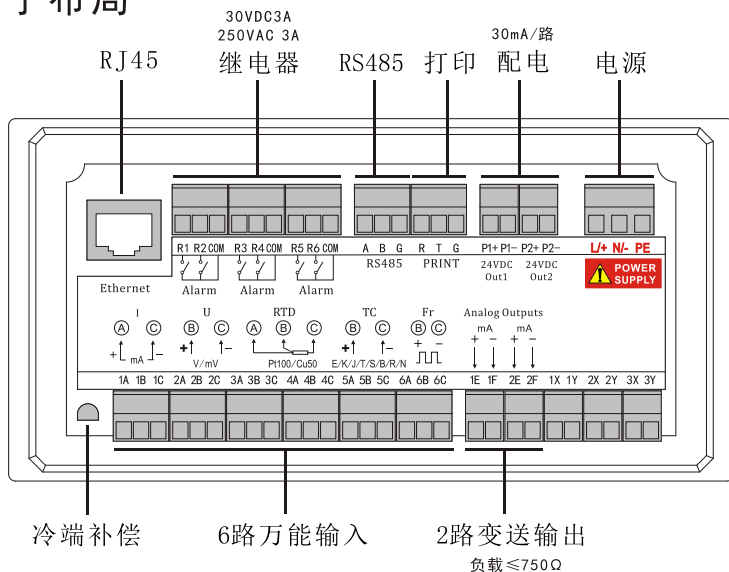 子布局
30VDC3A
250VAC 3A
30mA/路
RJ45 继电器 RS485 打印 配电 电源
R1 R2 COM R3 R4 COM R5 R6 COM A B G R T G P1+ P1- P2+ P2- L/+ N/- PE
RS485 PRINT 24VDC Out1 24VDC Out2
POWER SUPPLY
Ethernet Alarm Alarm Alarm
I U RTD TC Fr Analog Outputs
A C B C A B C B C B C mA mA
+ - + - + - + - + - + -
mA V/mV Pt100/Cu50 E/K/J/T/S/B/R/N
1A 1B 1C 2A 2B 2C 3A 3B 3C 4A 4B 4C 5A 5B 5C 6A 6B 6C 1E 1F 2E 2F 1X 1Y 2X 2Y 3X 3Y
冷端补偿 6路万能输入 2路变送输出
负载≤750Ω